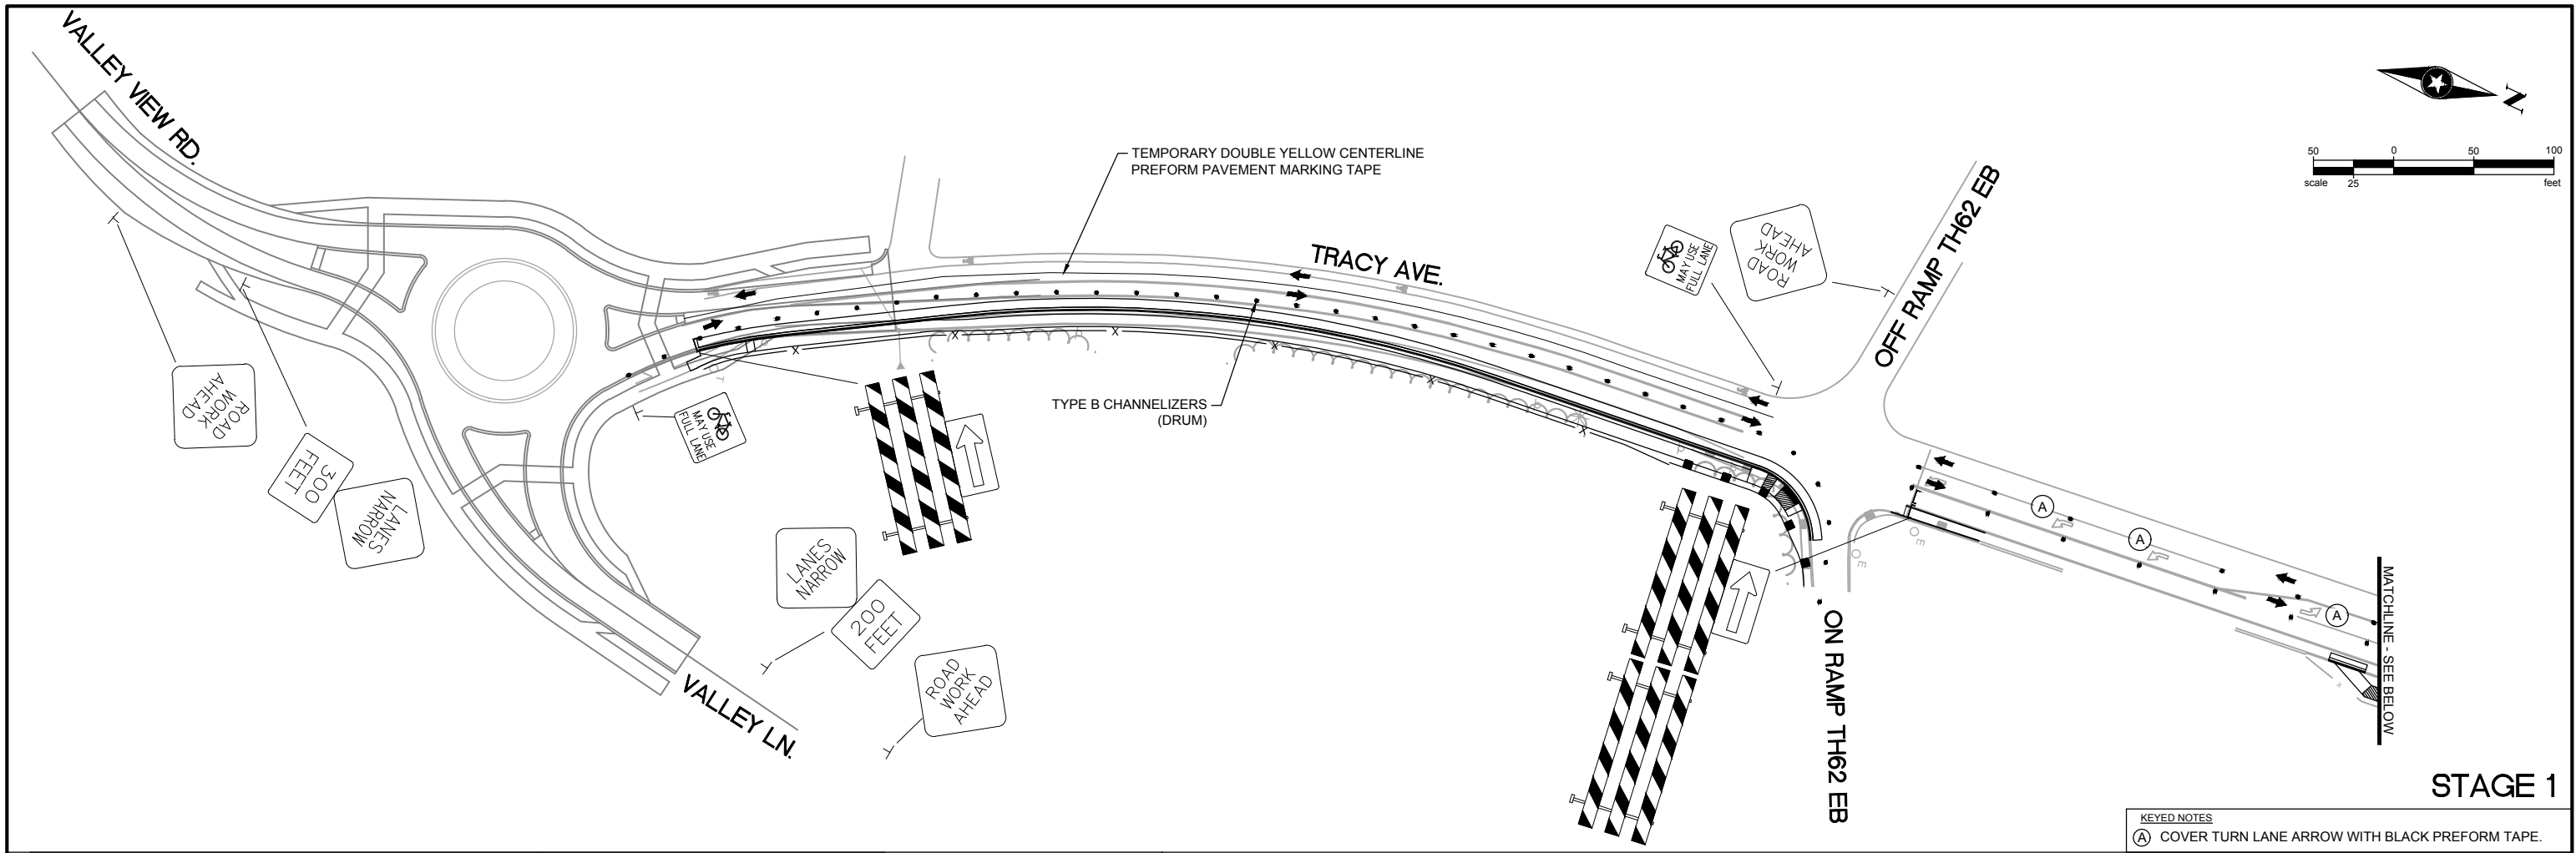 VALLEY VIEW RD.
TEMPORARY DOUBLE YELLOW CENTERLINE
PREFORM PAVEMENT MARKING TAPE
TRACY AVE.
MAY USE
FULL LANE
ROAD
WORK
AHEAD
OFF RAMP TH62 EB
N
50
0
50
100
scale
25
feet
ROAD
WORK
AHEAD
300
FEET
LANES
NARROW
MAY USE
FULL LANE
TYPE B CHANNELIZERS
(DRUM)
LANES
NARROW
200
FEET
ROAD
WORK
AHEAD
VALLEY LN.
ON RAMP TH62 EB
A
A
A
MATCHLINE - SEE BELOW
STAGE 1
KEYED NOTES
A COVER TURN LANE ARROW WITH BLACK PREFORM TAPE.